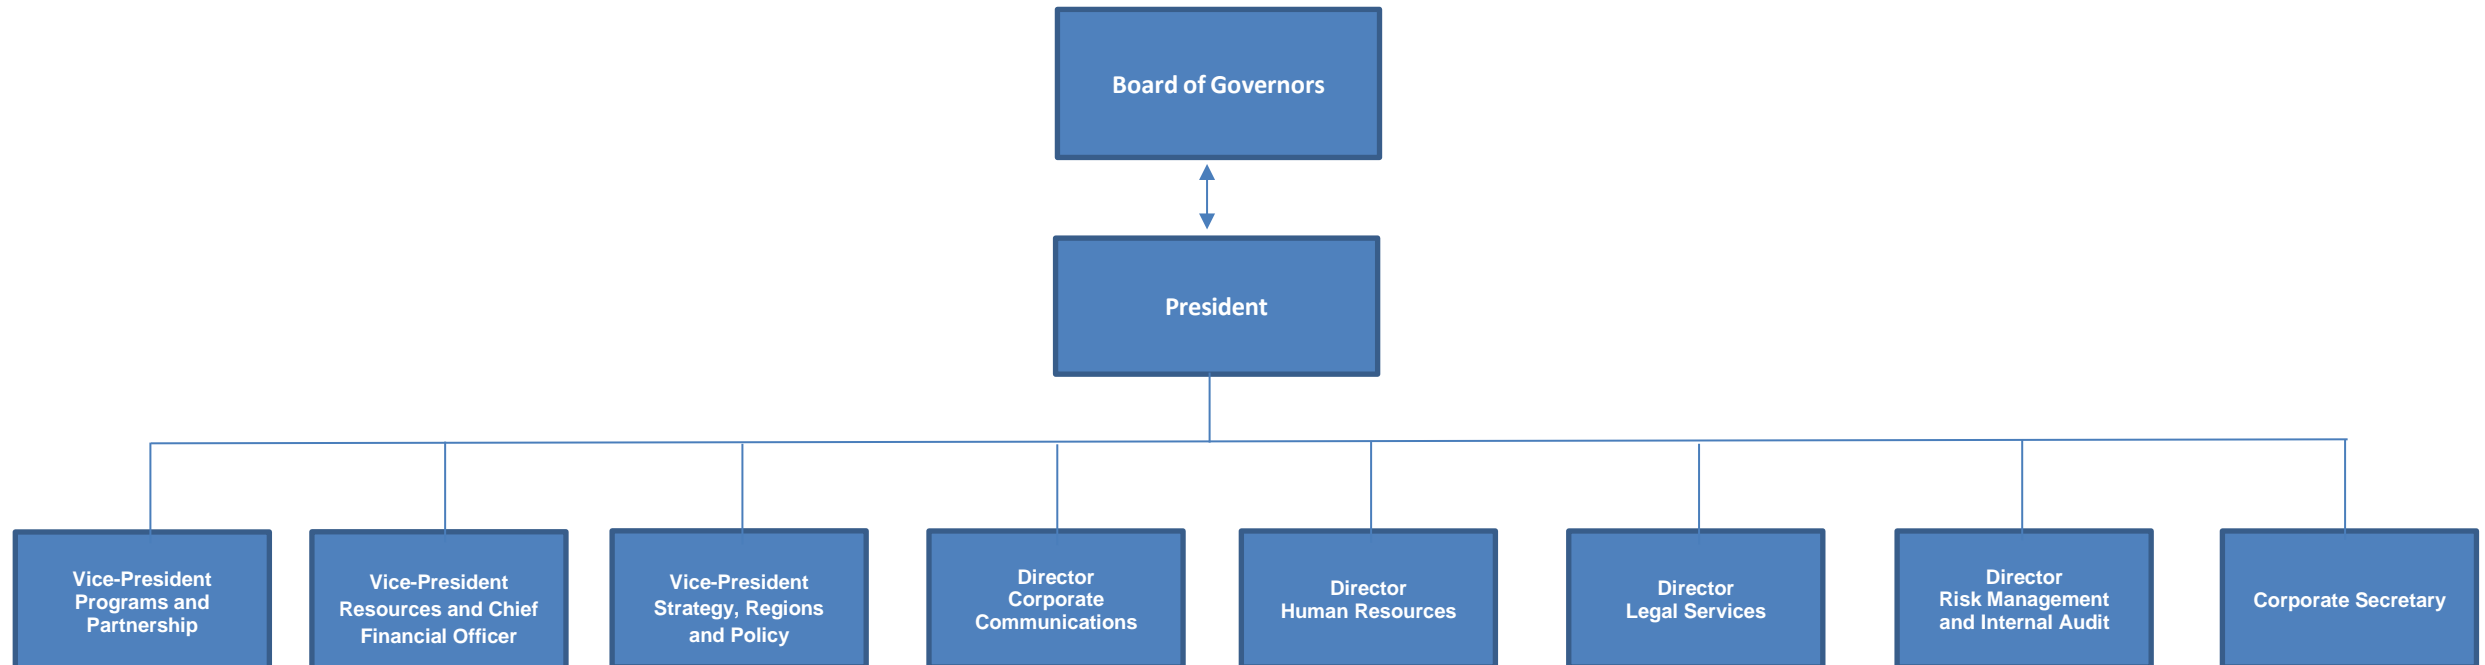 Board of Governors
President
Vice-President
Programs and
Partnership
Vice-President
Resources and Chief
Financial Officer
Vice-President
Strategy, Regions
and Policy
Director
Corporate
Communications
Director
Human Resources
Director
Legal Services
Director
Risk Management
and Internal Audit
Corporate Secretary